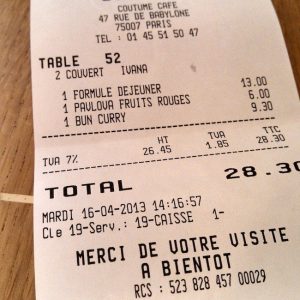 COUTUME CAFE
47 RUE DE BABYLONE
75007 PARIS
TEL : 01 45 51 50 47
TABLE 52
2 COUVERT IVANA
1 FORMULE DEJEUNER 13.00
1 PAVLOVA FRUITS ROUGES 6.00
1 BUN CURRY 9.30
HT TVA TTC
TVA 7% 26.45 1.85 28.30
TOTAL 28.30
MARDI 16-04-2013 14:16:57
Cle 19-Serv.: 19-CAISSE 1-
MERCI DE VOTRE VISITE
A BIENTOT
RCS : 523 828 457 00029